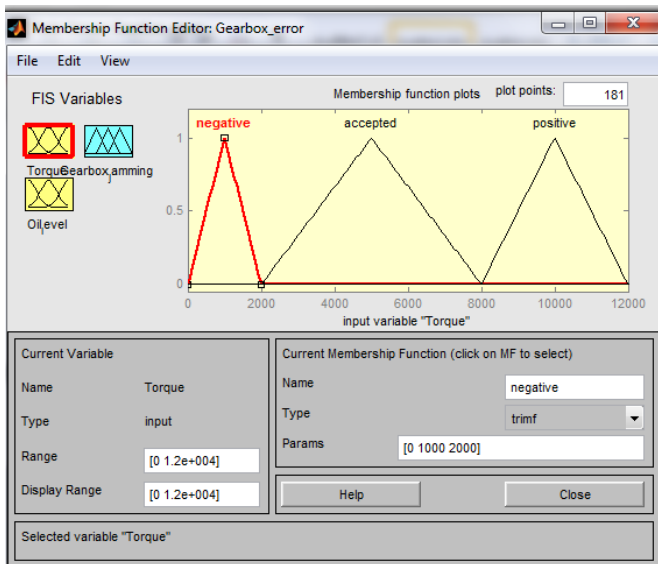 Membership Function Editor: Gearbox_error
File Edit View
FIS Variables
Membership function plots plot points: 181
negative accepted positive
1
0.5
0
0 2000 4000 6000 8000 10000 12000
input variable "Torque"
Torque
Gearboxjamming
Oillevel
Current Variable
Name Torque
Type input
Range [0 1.2e+004]
Display Range [0 1.2e+004]
Current Membership Function (click on MF to select)
Name negative
Type trimf
Params [0 1000 2000]
Help Close
Selected variable "Torque"